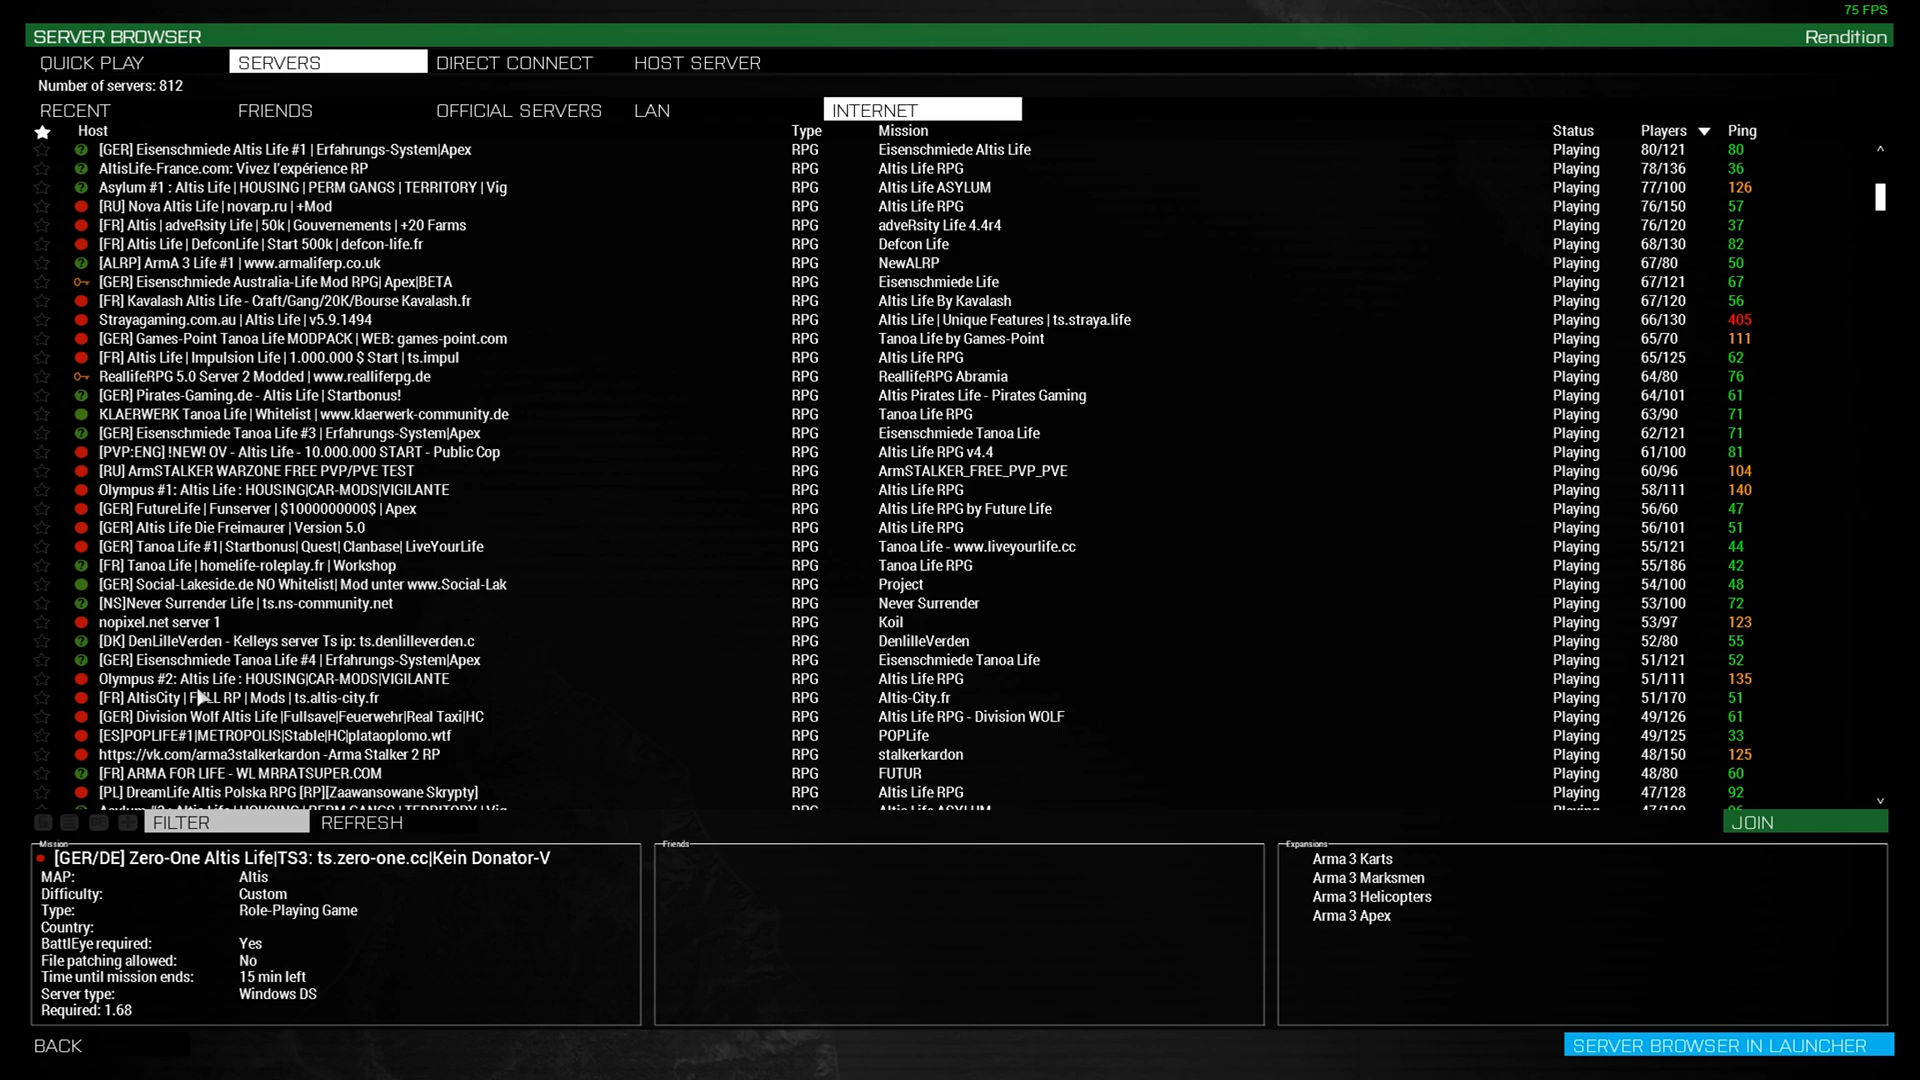 75 FPS
SERVER BROWSER Rendition
QUICK PLAY SERVERS DIRECT CONNECT HOST SERVER
Number of servers: 812
RECENT FRIENDS OFFICIAL SERVERS LAN INTERNET
Host Type Mission Status Players Ping
[GER] Eisenschmiede Altis Life #1 | Erfahrungs-System|Apex RPG Eisenschmiede Altis Life Playing 80/121 80
AltisLife-France.com: Vivez l'expérience RP RPG Altis Life RPG Playing 78/136 36
Asylum #1 : Altis Life | HOUSING | PERM GANGS | TERRITORY | Vig RPG Altis Life ASYLUM Playing 77/100 126
[RU] Nova Altis Life | novarp.ru | +Mod RPG Altis Life RPG Playing 76/150 57
[FR] Altis | adveRsity Life | 50k | Gouvernements | +20 Farms RPG adveRsity Life 4.4r4 Playing 76/120 37
[FR] Altis Life | DefconLife | Start 500k | defcon-life.fr RPG Defcon Life Playing 68/130 82
[ALRP] ArmA 3 Life #1 | www.armaliferp.co.uk RPG NewALRP Playing 67/80 50
[GER] Eisenschmiede Australia-Life Mod RPG| Apex|BETA RPG Eisenschmiede Life Playing 67/121 67
[FR] Kavalash Altis Life - Craft/Gang/20K/Bourse Kavalash.fr RPG Altis Life By Kavalash Playing 67/120 56
Strayagaming.com.au | Altis Life | v5.9.1494 RPG Altis Life | Unique Features | ts.straya.life Playing 66/130 405
[GER] Games-Point Tanoa Life MODPACK | WEB: games-point.com RPG Tanoa Life by Games-Point Playing 65/70 111
[FR] Altis Life | Impulsion Life | 1.000.000 $ Start | ts.impul RPG Altis Life RPG Playing 65/125 62
ReallifeRPG 5.0 Server 2 Modded | www.realliferpg.de RPG ReallifeRPG Abramia Playing 64/80 76
[GER] Pirates-Gaming.de - Altis Life | Startbonus! RPG Altis Pirates Life - Pirates Gaming Playing 64/101 61
KLAERWERK Tanoa Life | Whitelist | www.klaerwerk-community.de RPG Tanoa Life RPG Playing 63/90 71
[GER] Eisenschmiede Tanoa Life #3 | Erfahrungs-System|Apex RPG Eisenschmiede Tanoa Life Playing 62/121 71
[PVP:ENG] !NEW! OV - Altis Life - 10.000.000 START - Public Cop RPG Altis Life RPG v4.4 Playing 61/100 81
[RU] ArmSTALKER WARZONE FREE PVP/PVE TEST RPG ArmSTALKER_FREE_PVP_PVE Playing 60/96 104
Olympus #1: Altis Life : HOUSING|CAR-MODS|VIGILANTE RPG Altis Life RPG Playing 58/111 140
[GER] FutureLife | Funserver | $1000000000$ | Apex RPG Altis Life RPG by Future Life Playing 56/60 47
[GER] Altis Life Die Freimaurer | Version 5.0 RPG Altis Life RPG Playing 56/101 51
[GER] Tanoa Life #1| Startbonus| Quest| Clanbase| LiveYourLife RPG Tanoa Life - www.liveyourlife.cc Playing 55/121 44
[FR] Tanoa Life | homelife-roleplay.fr | Workshop RPG Tanoa Life RPG Playing 55/186 42
[GER] Social-Lakeside.de NO Whitelist| Mod unter www.Social-Lak RPG Project Playing 54/100 48
[NS]Never Surrender Life | ts.ns-community.net RPG Never Surrender Playing 53/100 72
nopixel.net server 1 RPG Koil Playing 53/97 123
[DK] DenLilleVerden - Kelleys server Ts ip: ts.denlilleverden.c RPG DenlilleVerden Playing 52/80 55
[GER] Eisenschmiede Tanoa Life #4 | Erfahrungs-System|Apex RPG Eisenschmiede Tanoa Life Playing 51/121 52
Olympus #2: Altis Life : HOUSING|CAR-MODS|VIGILANTE RPG Altis Life RPG Playing 51/111 135
[FR] AltisCity | FULL RP | Mods | ts.altis-city.fr RPG Altis-City.fr Playing 51/170 51
[GER] Division Wolf Altis Life |Fullsave|Feuerwehr|Real Taxi|HC RPG Altis Life RPG - Division WOLF Playing 49/126 61
[ES]POPLIFE#1|METROPOLIS|Stable|HC|plataoplomo.wtf RPG POPLife Playing 49/125 33
https://vk.com/arma3stalkerkardon -Arma Stalker 2 RP RPG stalkerkardon Playing 48/150 125
[FR] ARMA FOR LIFE - WL MRRATSUPER.COM RPG FUTUR Playing 48/80 60
[PL] DreamLife Altis Polska RPG [RP][Zaawansowane Skrypty] RPG Altis Life RPG Playing 47/128 92
FILTER REFRESH JOIN
Mission Friends Expansions
[GER/DE] Zero-One Altis Life|TS3: ts.zero-one.cc|Kein Donator-V
MAP: Altis
Difficulty: Custom
Type: Role-Playing Game
Country:
BattlEye required: Yes
File patching allowed: No
Time until mission ends: 15 min left
Server type: Windows DS
Required: 1.68
Arma 3 Karts
Arma 3 Marksmen
Arma 3 Helicopters
Arma 3 Apex
BACK SERVER BROWSER IN LAUNCHER